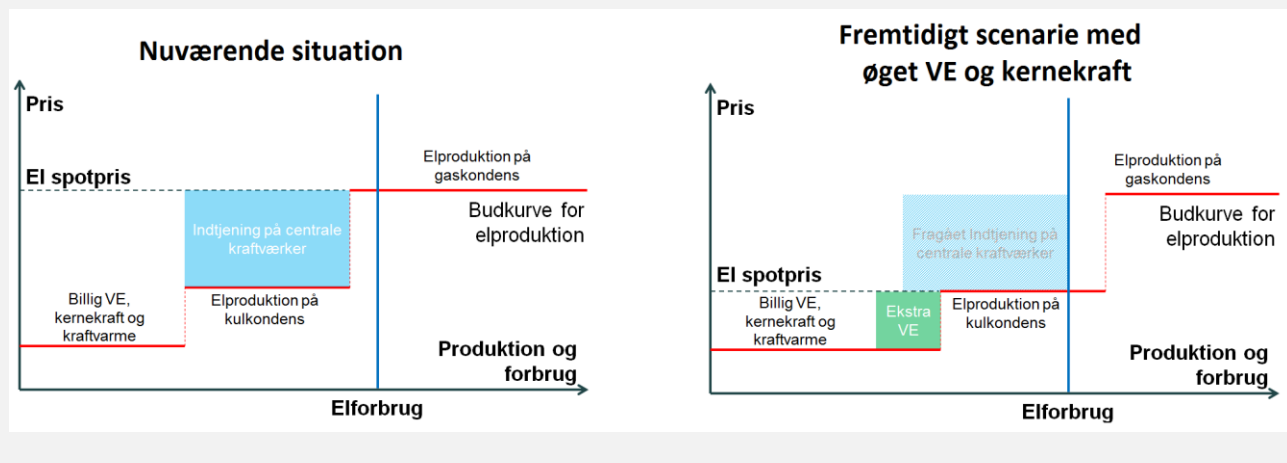 Nuværende situation
Pris
Elproduktion på
gaskondens
El spotpris
Budkurve for
elproduktion
Indtjening på centrale
kraftværker
Billig VE,
kernekraft og
kraftvarme
Elproduktion på
kulkondens
Produktion og
forbrug
Elforbrug
Fremtidigt scenarie med
øget VE og kernekraft
Pris
Elproduktion på
gaskondens
Budkurve for
elproduktion
Fragået Indtjening på
centrale kraftværker
El spotpris
Billig VE,
kernekraft og
kraftvarme
Ekstra
VE
Elproduktion på
kulkondens
Produktion og
forbrug
Elforbrug